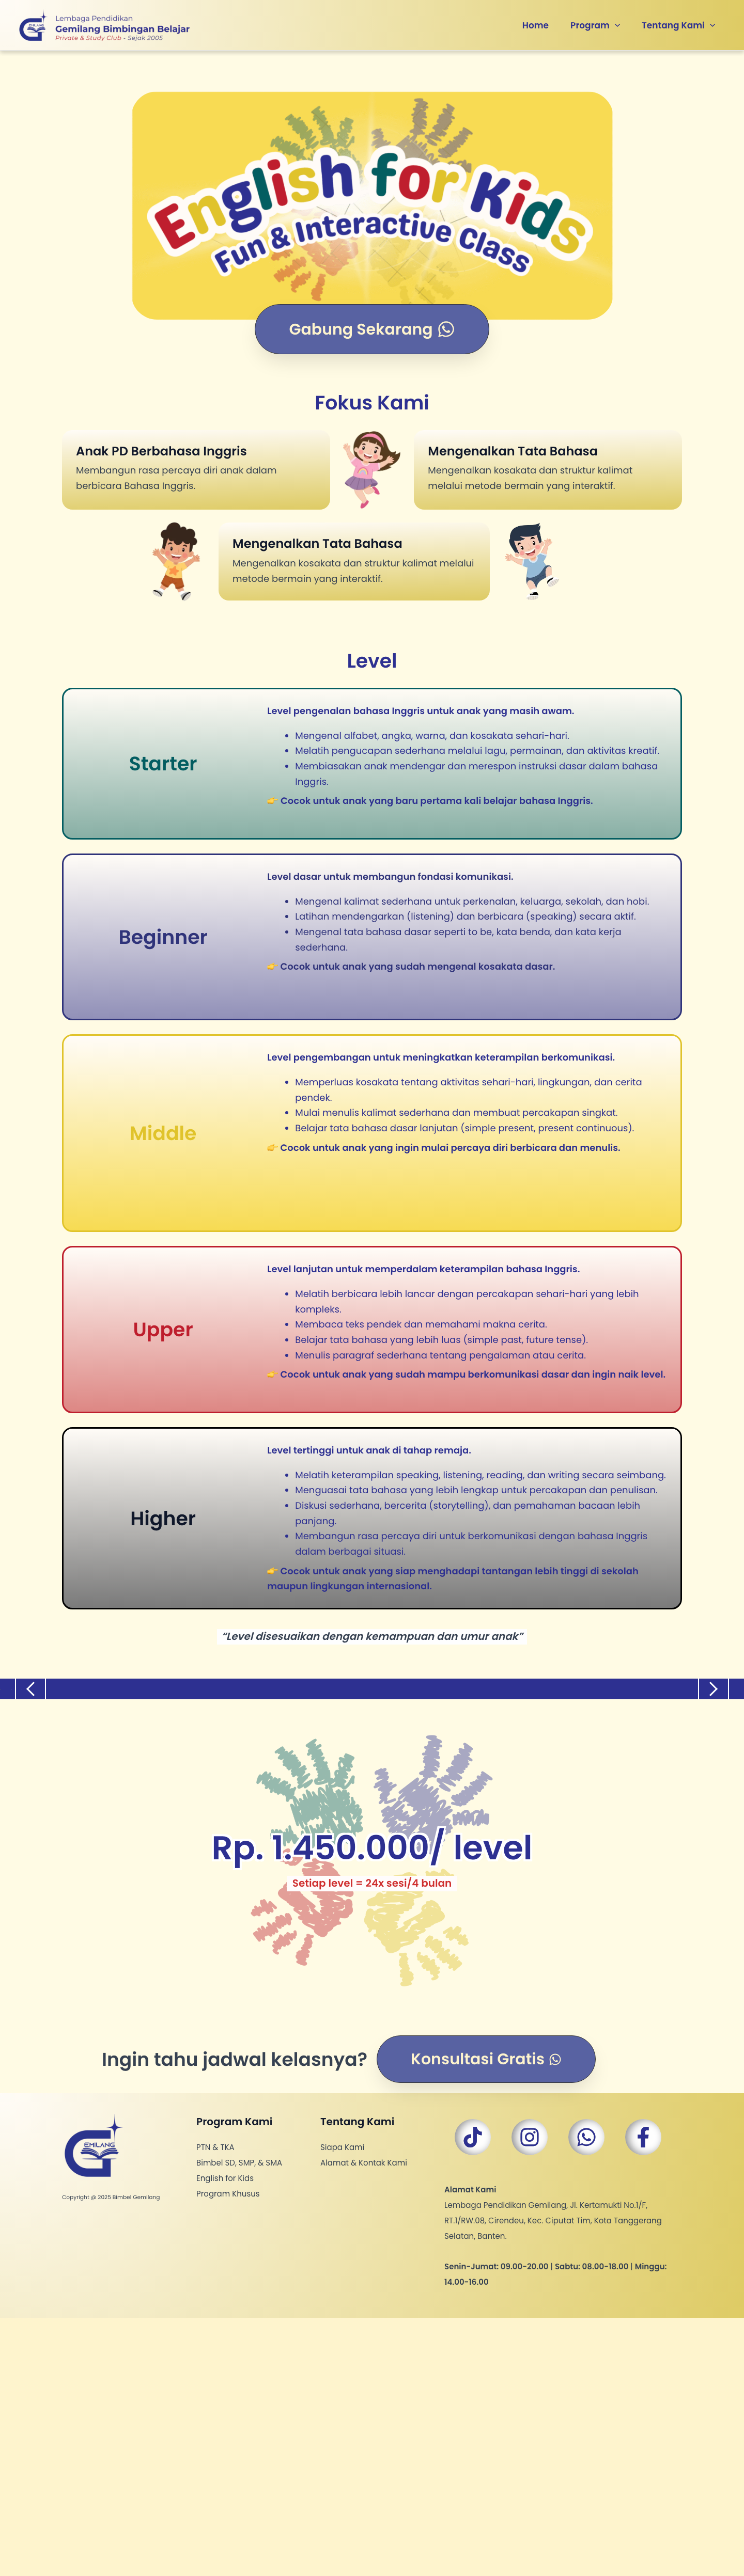 Lembaga Pendidikan
Gemilang Bimbingan Belajar
Private & Study Club - Sejak 2005
Home
Program
Tentang Kami
English for Kids
Fun & Interactive Class
Gabung Sekarang
Fokus Kami
Anak PD Berbahasa Inggris
Membangun rasa percaya diri anak dalam
berbicara Bahasa Inggris.
Mengenalkan Tata Bahasa
Mengenalkan kosakata dan struktur kalimat
melalui metode bermain yang interaktif.
Mengenalkan Tata Bahasa
Mengenalkan kosakata dan struktur kalimat melalui
metode bermain yang interaktif.
Level
Starter
Level pengenalan bahasa Inggris untuk anak yang masih awam.
• Mengenal alfabet, angka, warna, dan kosakata sehari-hari.
• Melatih pengucapan sederhana melalui lagu, permainan, dan aktivitas kreatif.
• Membiasakan anak mendengar dan merespon instruksi dasar dalam bahasa
Inggris.
👉 Cocok untuk anak yang baru pertama kali belajar bahasa Inggris.
Beginner
Level dasar untuk membangun fondasi komunikasi.
• Mengenal kalimat sederhana untuk perkenalan, keluarga, sekolah, dan hobi.
• Latihan mendengarkan (listening) dan berbicara (speaking) secara aktif.
• Mengenal tata bahasa dasar seperti to be, kata benda, dan kata kerja
sederhana.
👉 Cocok untuk anak yang sudah mengenal kosakata dasar.
Middle
Level pengembangan untuk meningkatkan keterampilan berkomunikasi.
• Memperluas kosakata tentang aktivitas sehari-hari, lingkungan, dan cerita
pendek.
• Mulai menulis kalimat sederhana dan membuat percakapan singkat.
• Belajar tata bahasa dasar lanjutan (simple present, present continuous).
👉 Cocok untuk anak yang ingin mulai percaya diri berbicara dan menulis.
Upper
Level lanjutan untuk memperdalam keterampilan bahasa Inggris.
• Melatih berbicara lebih lancar dengan percakapan sehari-hari yang lebih
kompleks.
• Membaca teks pendek dan memahami makna cerita.
• Belajar tata bahasa yang lebih luas (simple past, future tense).
• Menulis paragraf sederhana tentang pengalaman atau cerita.
👉 Cocok untuk anak yang sudah mampu berkomunikasi dasar dan ingin naik level.
Higher
Level tertinggi untuk anak di tahap remaja.
• Melatih keterampilan speaking, listening, reading, dan writing secara seimbang.
• Menguasai tata bahasa yang lebih lengkap untuk percakapan dan penulisan.
• Diskusi sederhana, bercerita (storytelling), dan pemahaman bacaan lebih
panjang.
• Membangun rasa percaya diri untuk berkomunikasi dengan bahasa Inggris
dalam berbagai situasi.
👉 Cocok untuk anak yang siap menghadapi tantangan lebih tinggi di sekolah
maupun lingkungan internasional.
“Level disesuaikan dengan kemampuan dan umur anak”
Rp. 1.450.000/ level
Setiap level = 24x sesi/4 bulan
Ingin tahu jadwal kelasnya?
Konsultasi Gratis
EMILANG
Copyright @ 2025 Bimbel Gemilang
Program Kami
PTN & TKA
Bimbel SD, SMP, & SMA
English for Kids
Program Khusus
Tentang Kami
Siapa Kami
Alamat & Kontak Kami
Alamat Kami
Lembaga Pendidikan Gemilang, Jl. Kertamukti No.1/F,
RT.1/RW.08, Cirendeu, Kec. Ciputat Tim, Kota Tanggerang
Selatan, Banten.
Senin-Jumat: 09.00-20.00 | Sabtu: 08.00-18.00 | Minggu:
14.00-16.00